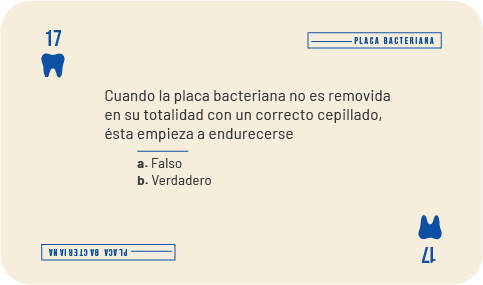 17
PLACA BACTERIANA
Cuando la placa bacteriana no es removida
en su totalidad con un correcto cepillado,
ésta empieza a endurecerse
a. Falso
b. Verdadero
PLACA BACTERIANA
17